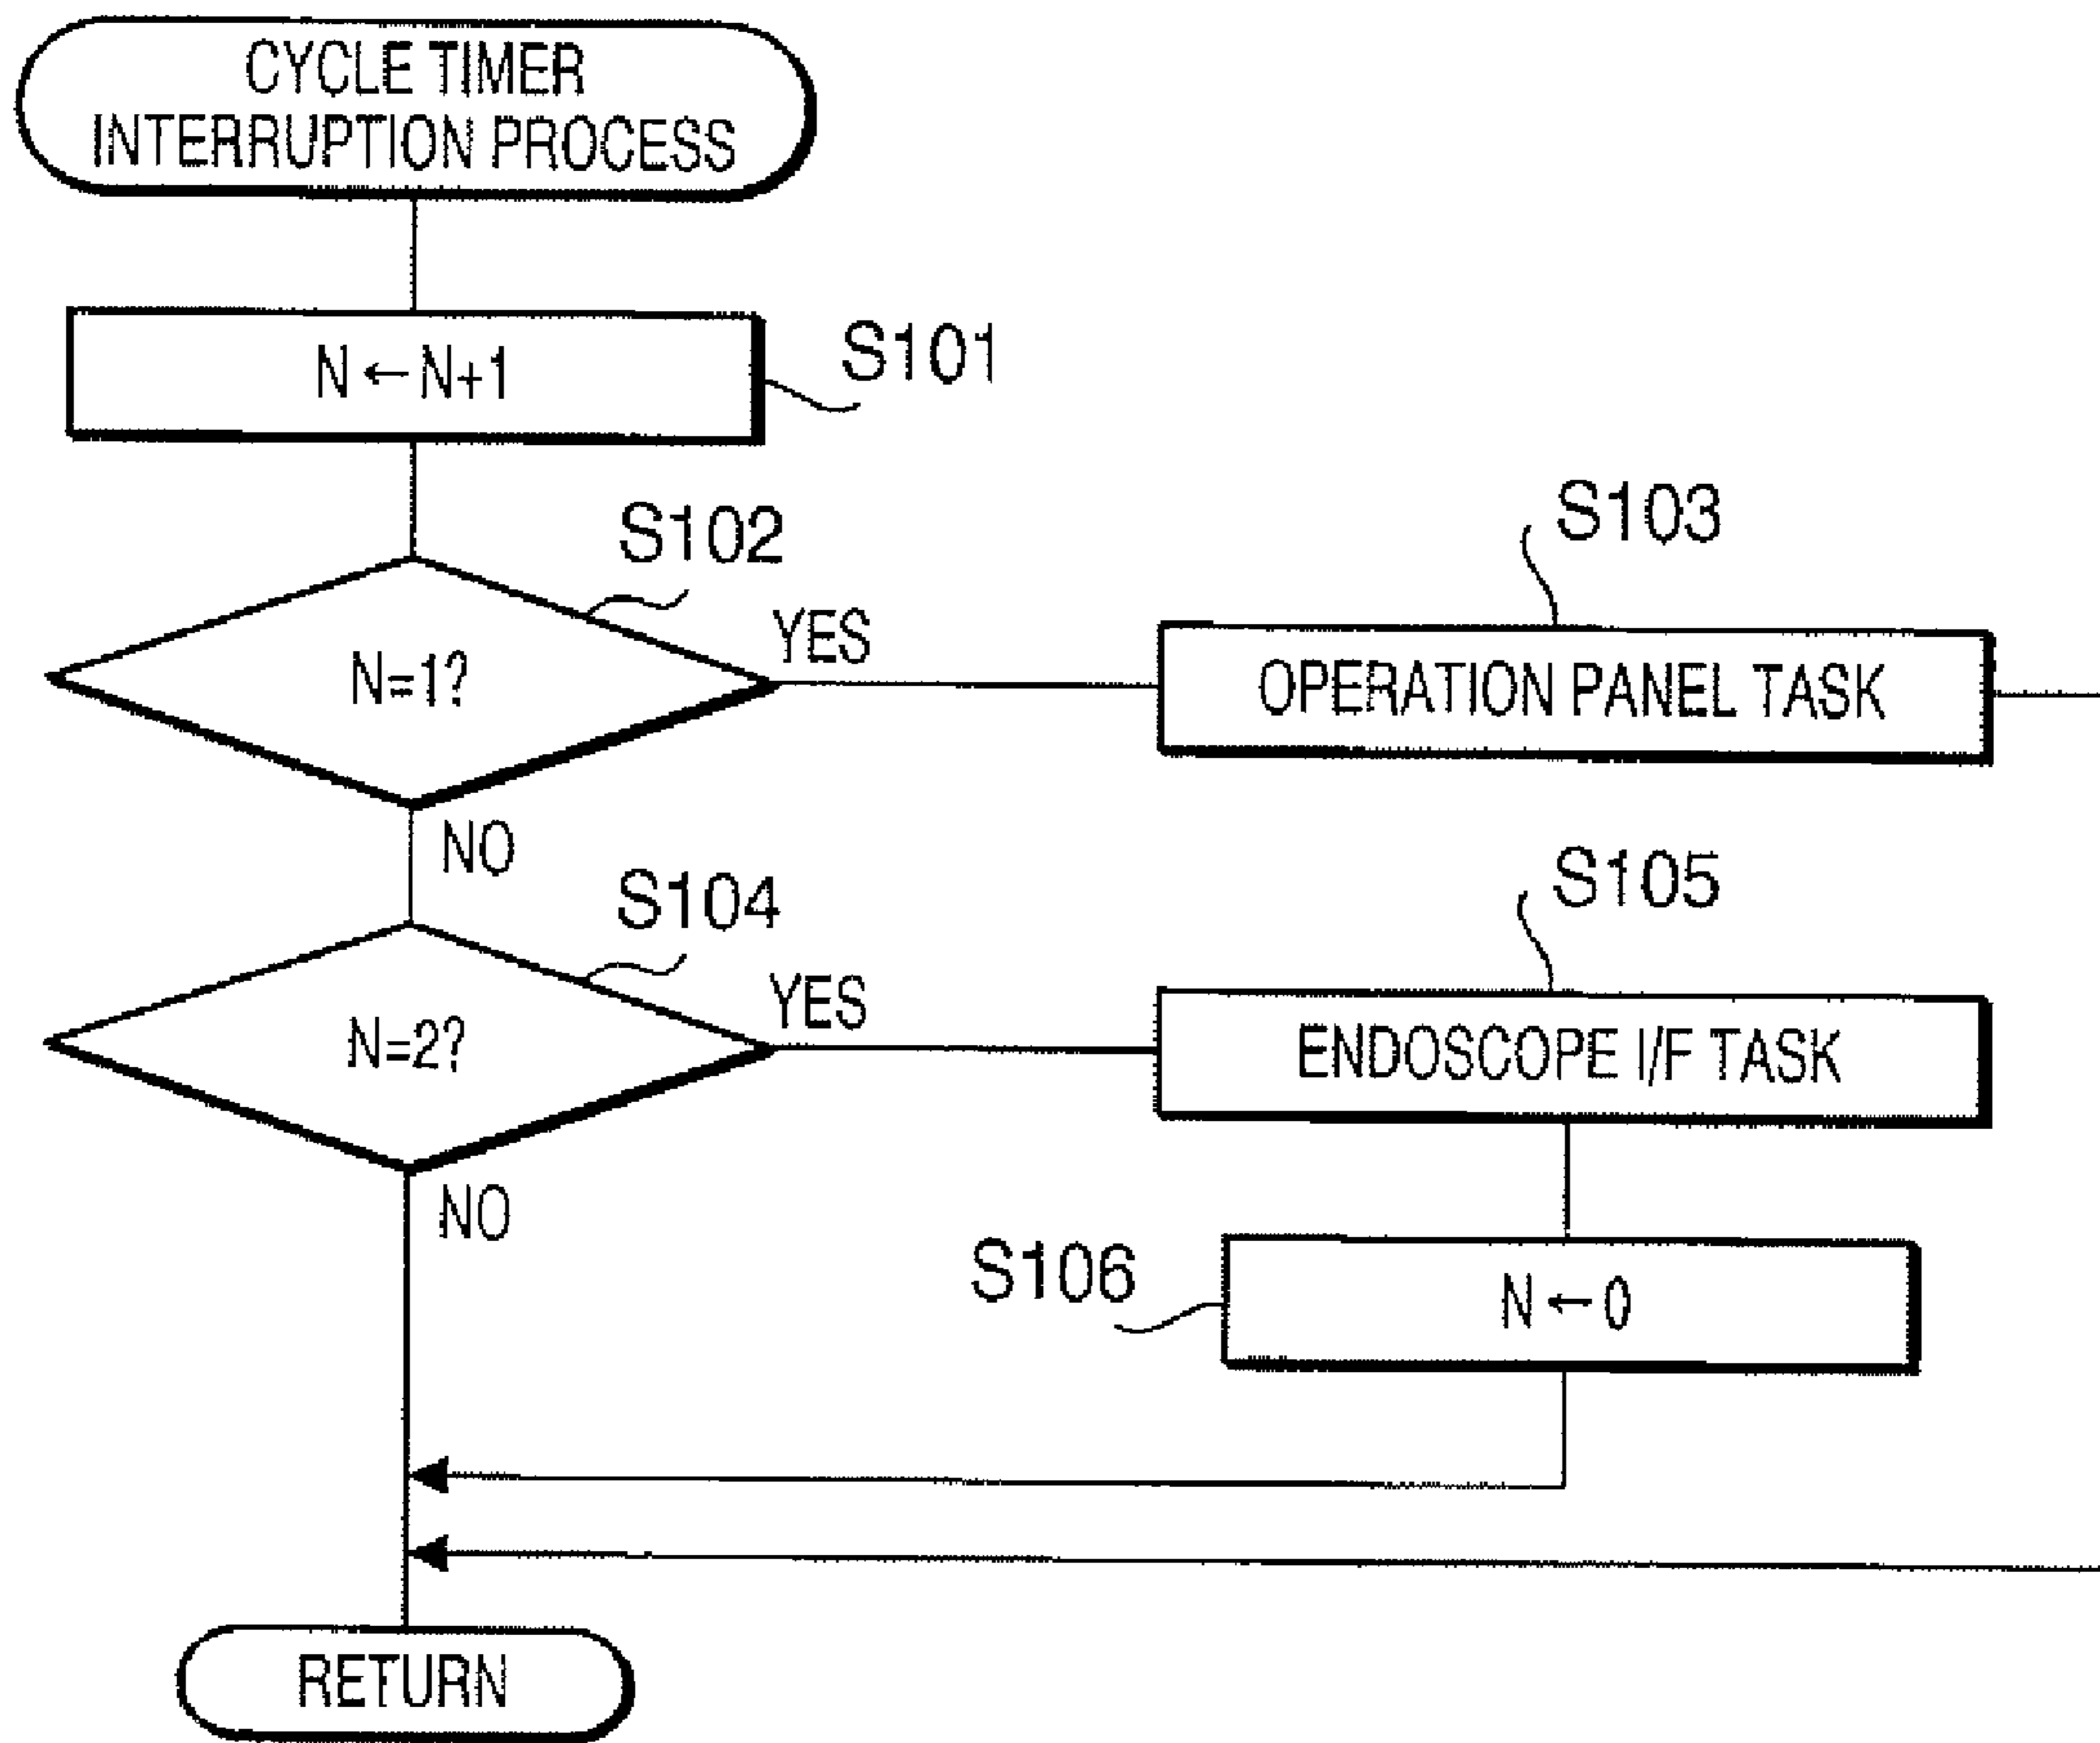 CYCLE TIMER
INTERRUPTION PROCESS
N ← N+1
S101
S102
N=1?
YES
NO
S103
OPERATION PANEL TASK
S104
N=2?
YES
NO
S105
ENDOSCOPE I/F TASK
S106
N ← 0
RETURN